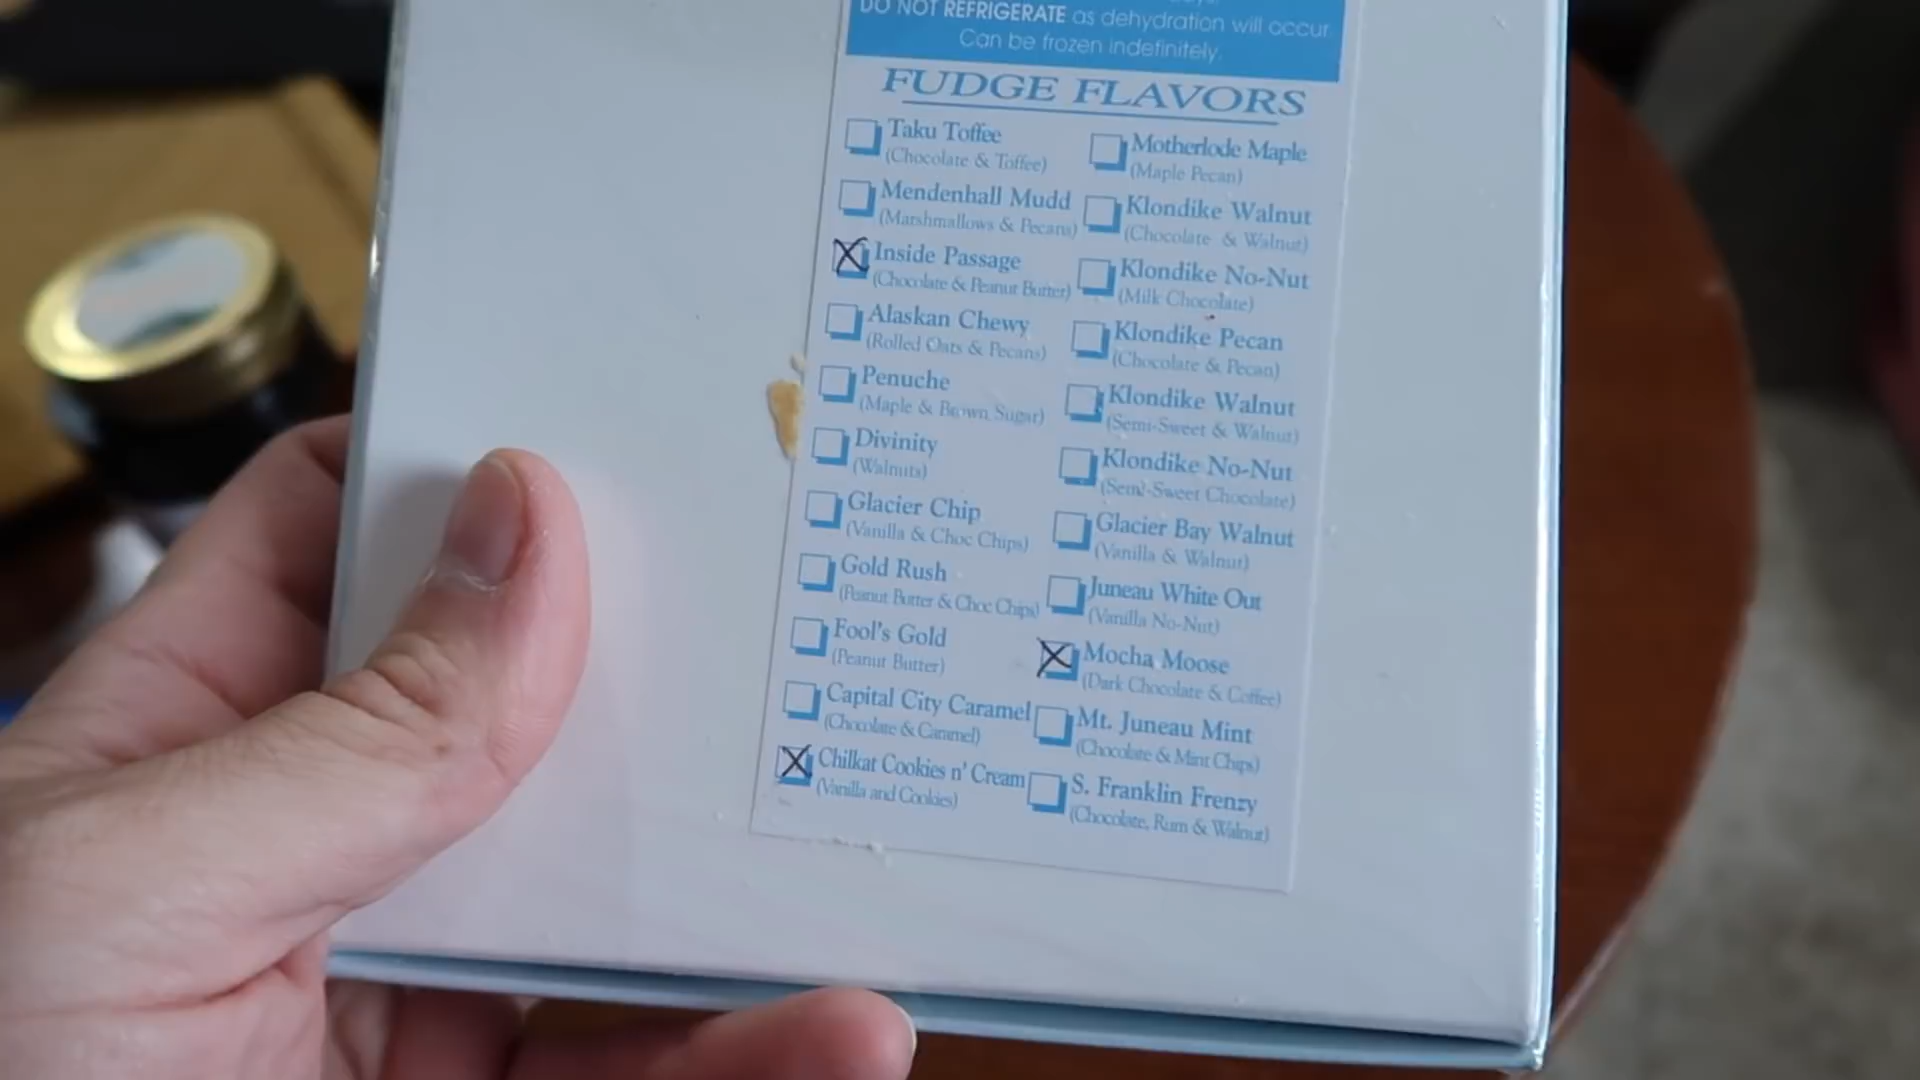 DO NOT REFRIGERATE as dehydration will occur
Can be frozen indefinitely.
FUDGE FLAVORS
Taku Toffee
(Chocolate & Toffee)
Mendenhall Mudd
(Marshmallows & Pecans)
Inside Passage
(Chocolate & Peanut Butter)
Alaskan Chewy
(Rolled Oats & Pecans)
Penuche
(Maple & Brown Sugar)
Divinity
(Walnuts)
Glacier Chip
(Vanilla & Choc Chips)
Gold Rush
(Peanut Butter & Choc Chips)
Fool's Gold
(Peanut Butter)
Capital City Caramel
(Chocolate & Caramel)
Chilkat Cookies n' Cream
(Vanilla and Cookies)
Motherlode Maple
(Maple Pecan)
Klondike Walnut
(Chocolate & Walnut)
Klondike No-Nut
(Milk Chocolate)
Klondike Pecan
(Chocolate & Pecan)
Klondike Walnut
(Semi-Sweet & Walnut)
Klondike No-Nut
(Semi-Sweet Chocolate)
Glacier Bay Walnut
(Vanilla & Walnut)
Juneau White Out
(Vanilla No-Nut)
Mocha Moose
(Dark Chocolate & Coffee)
Mt. Juneau Mint
(Chocolate & Mint Chips)
S. Franklin Frenzy
(Chocolate, Rum & Walnut)